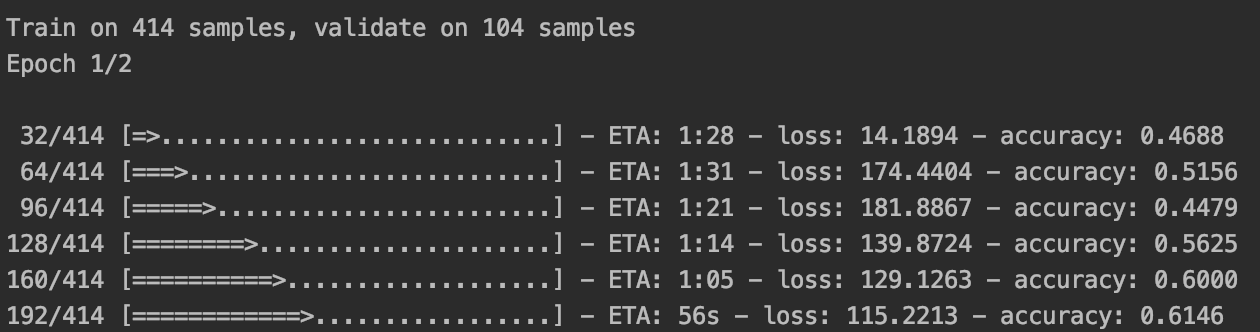 Train on 414 samples, validate on 104 samples
Epoch 1/2
32/414 [=>............................] - ETA: 1:28 - loss: 14.1894 - accuracy: 0.4688
64/414 [===>..........................] - ETA: 1:31 - loss: 174.4404 - accuracy: 0.5156
96/414 [=====>........................] - ETA: 1:21 - loss: 181.8867 - accuracy: 0.4479
128/414 [========>.....................] - ETA: 1:14 - loss: 139.8724 - accuracy: 0.5625
160/414 [==========>...................] - ETA: 1:05 - loss: 129.1263 - accuracy: 0.6000
192/414 [============>.................] - ETA: 56s - loss: 115.2213 - accuracy: 0.6146